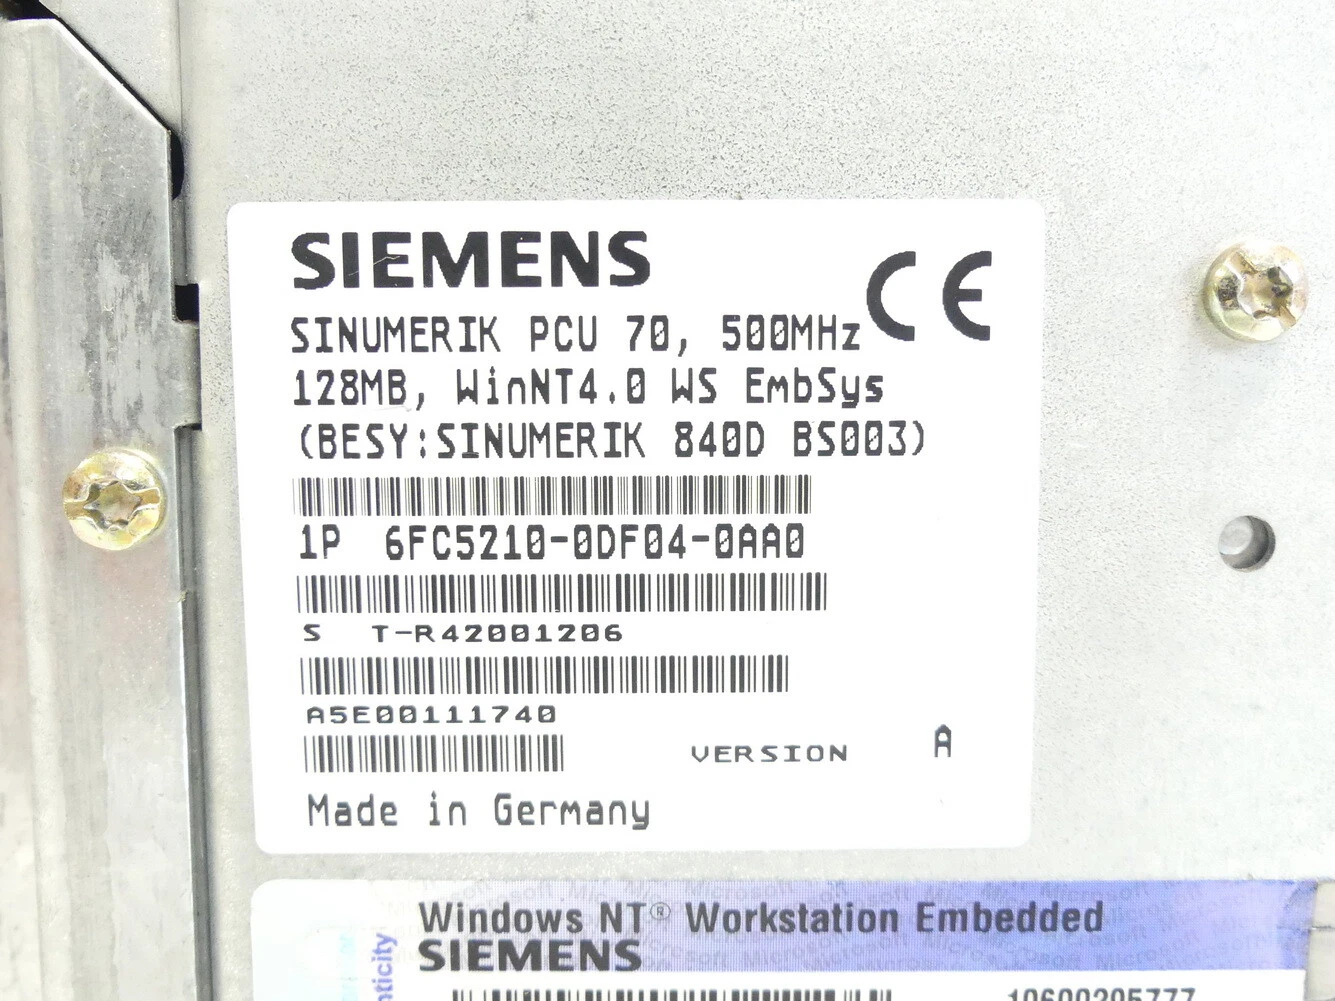 SIEMENS
CE
SINUMERIK PCU 70, 500MHz
128MB, WinNT4.0 WS EmbSys
(BESY:SINUMERIK 840D BS003)
1P 6FC5210-0DF04-0AA0
S T-R42001206
A5E00111740
VERSION A
Made in Germany
Windows NT® Workstation Embedded
SIEMENS